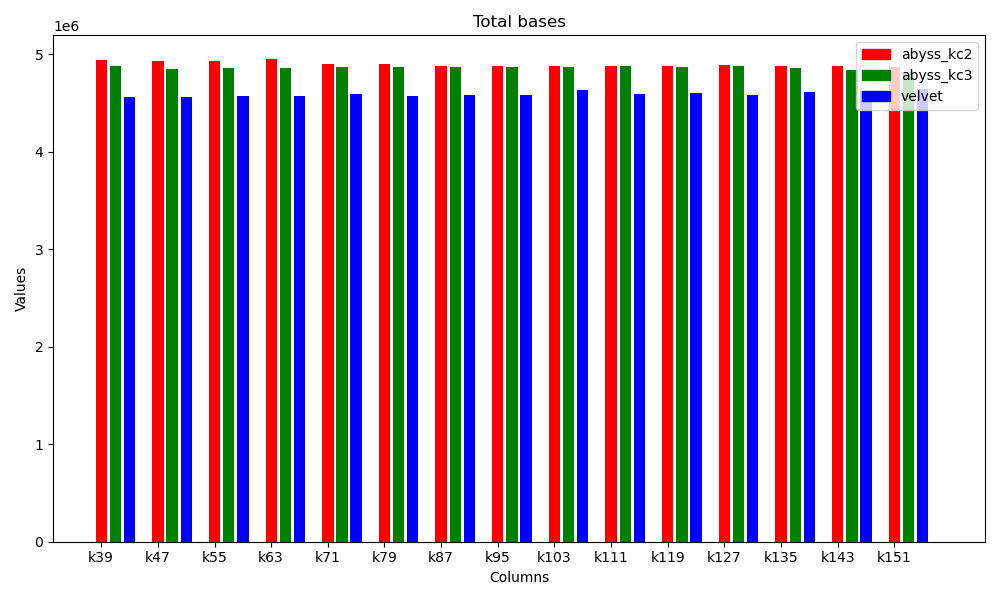 Total bases
1e6
abyss_kc2
abyss_kc3
velvet
5
4
3
2
1
0
Values
k39 k47 k55 k63 k71 k79 k87 k95 k103 k111 k119 k127 k135 k143 k151
Columns